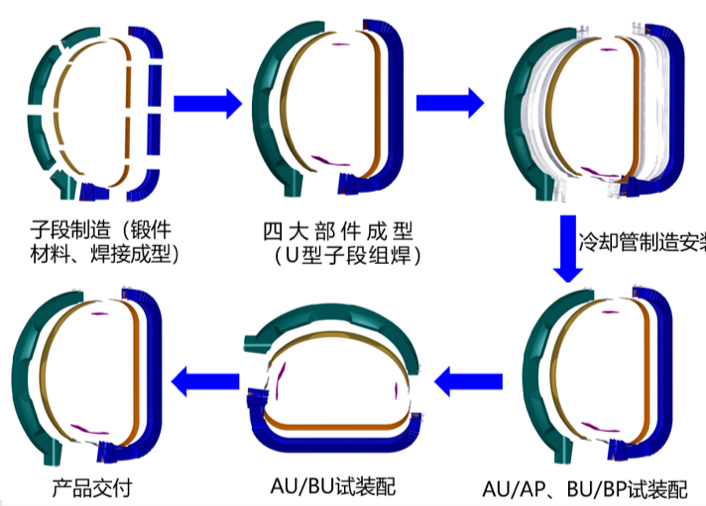 子段制造（锻件
材料、焊接成型）
四大部件成型
（U型子段组焊）
冷却管制造安装
产品交付
AU/BU试装配
AU/AP、BU/BP试装配